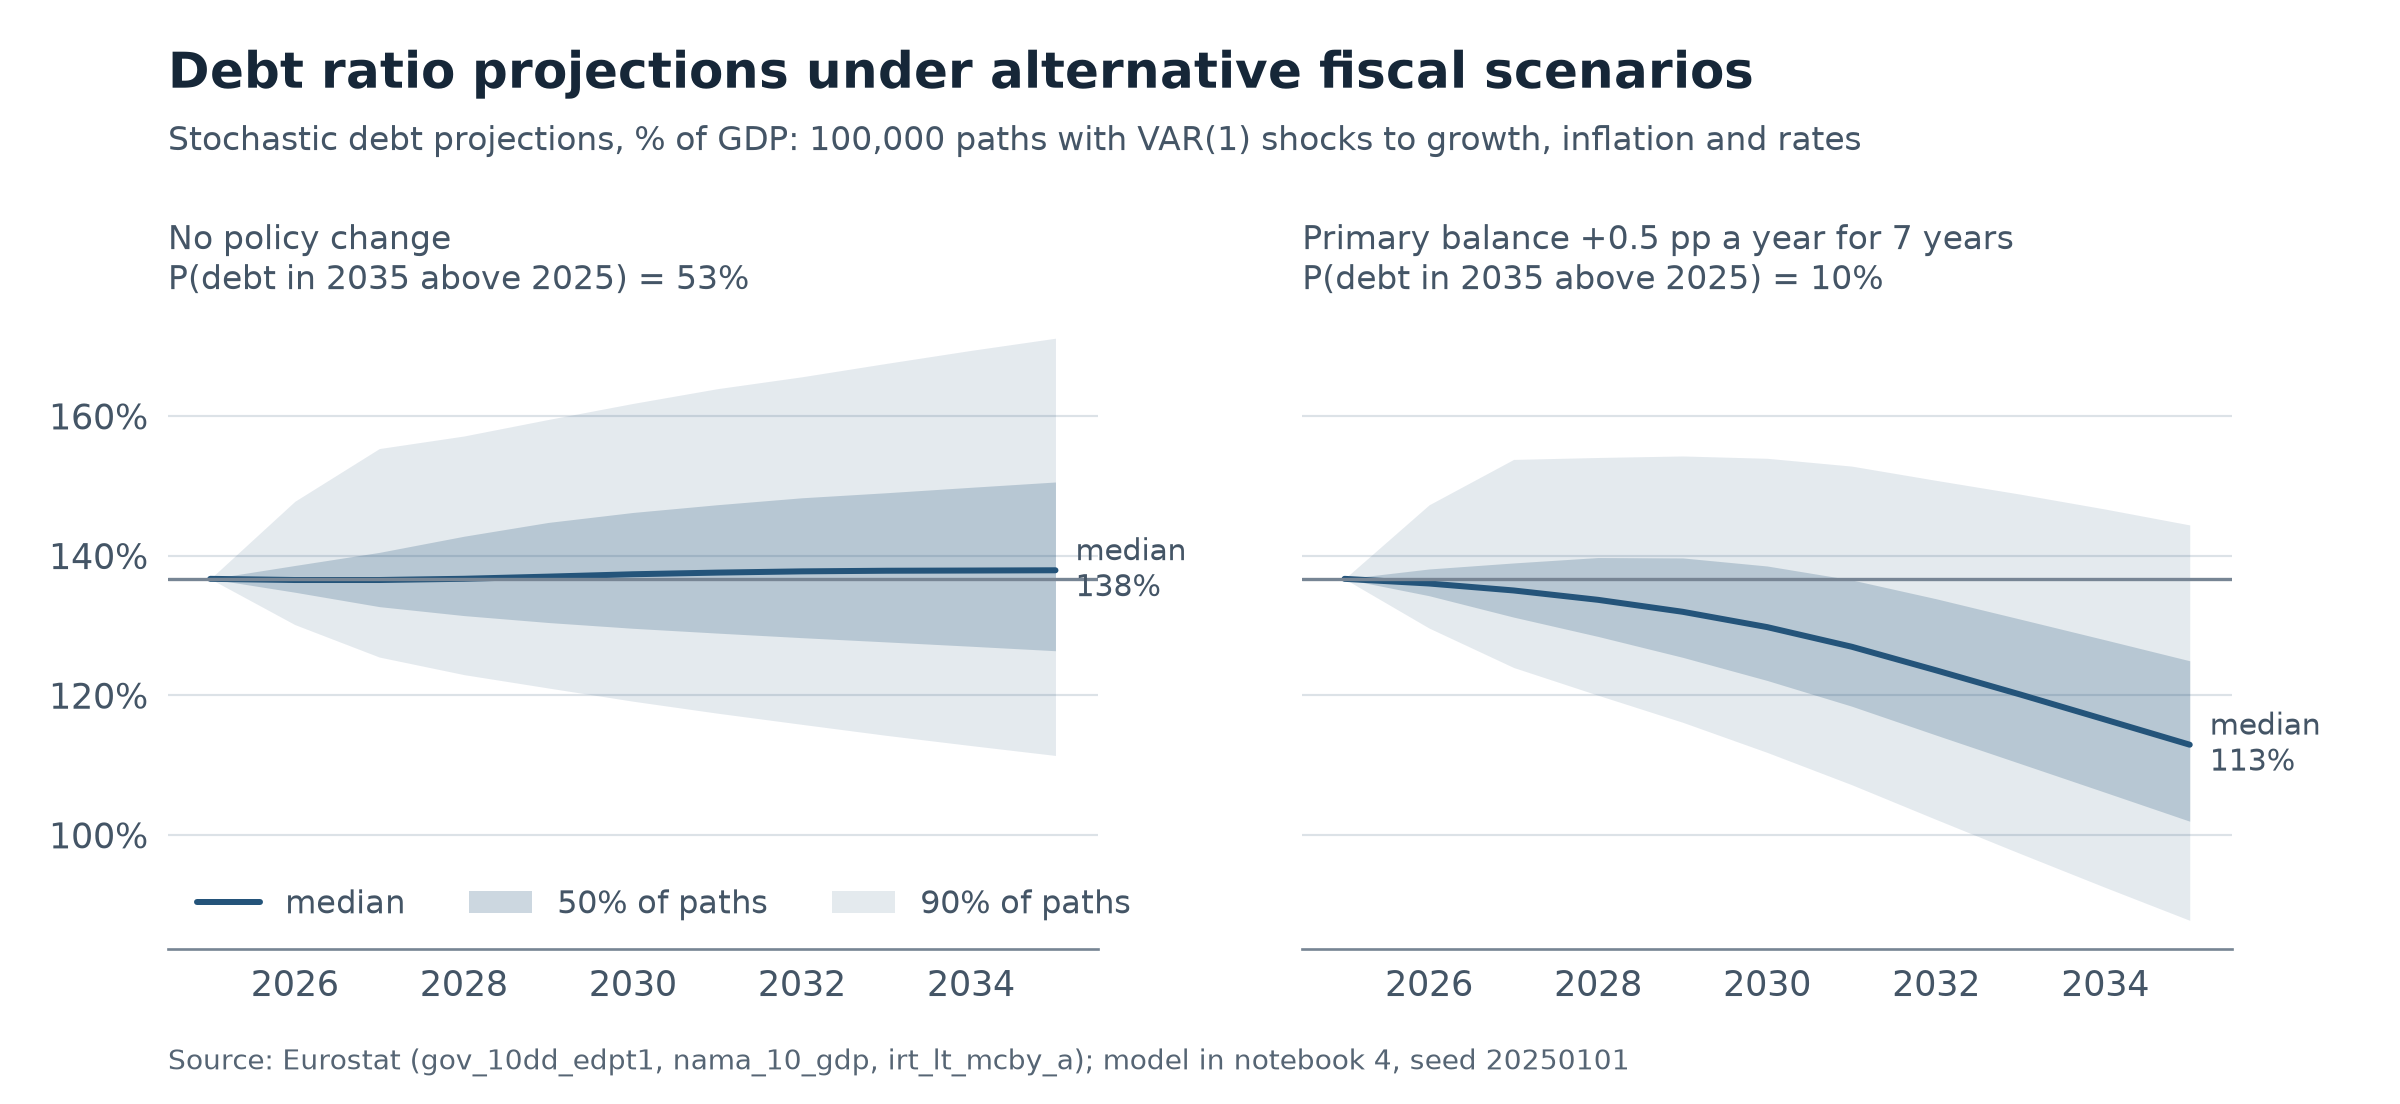 Debt ratio projections under alternative fiscal scenarios
Stochastic debt projections, % of GDP: 100,000 paths with VAR(1) shocks to growth, inflation and rates
No policy change
P(debt in 2035 above 2025) = 53%
Primary balance +0.5 pp a year for 7 years
P(debt in 2035 above 2025) = 10%
160%
140%
120%
100%
median
138%
median
113%
median
50% of paths
90% of paths
2026
2028
2030
2032
2034
2026
2028
2030
2032
2034
Source: Eurostat (gov_10dd_edpt1, nama_10_gdp, irt_lt_mcby_a); model in notebook 4, seed 20250101